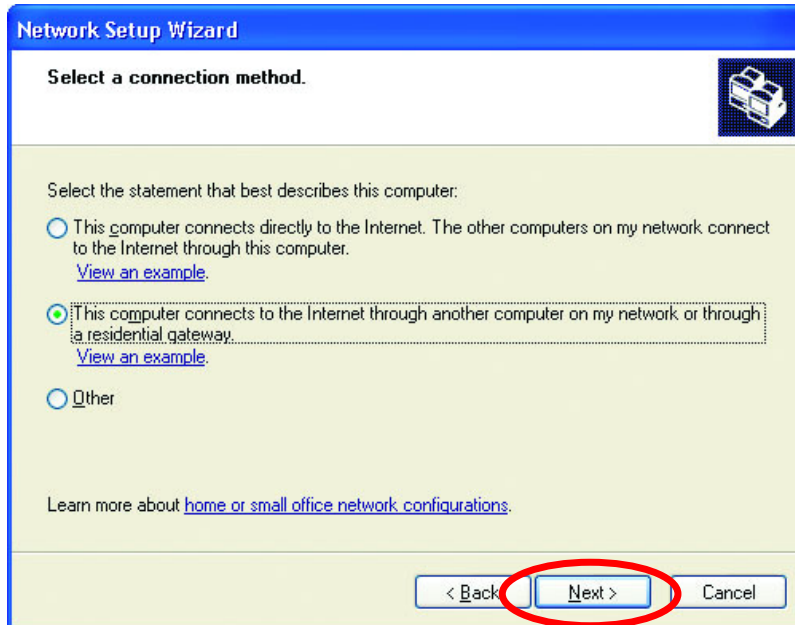 Network Setup Wizard
Select a connection method.
Select the statement that best describes this computer:
This computer connects directly to the Internet. The other computers on my network connect
to the Internet through this computer.
View an example.
This computer connects to the Internet through another computer on my network or through
a residential gateway.
View an example.
Other
Learn more about home or small office network configurations.
< Back
Next >
Cancel